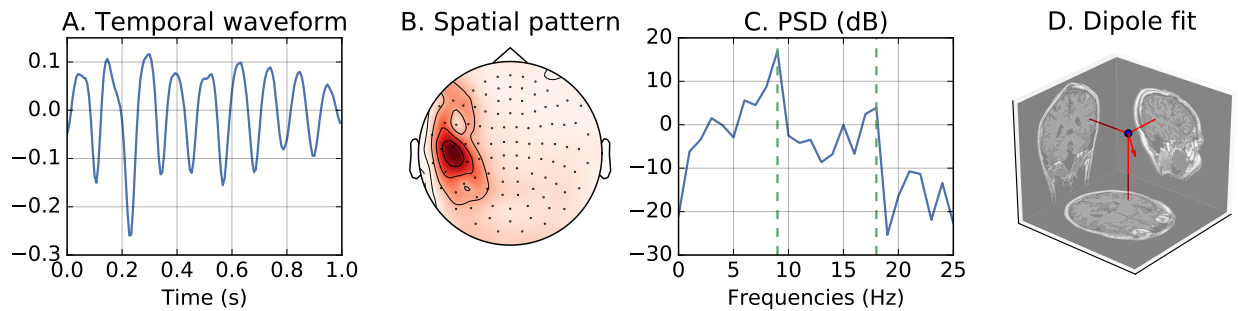 A. Temporal waveform
B. Spatial pattern
C. PSD (dB)
D. Dipole fit
0.1
0.0
−0.1
−0.2
−0.3
0.0 0.2 0.4 0.6 0.8 1.0
Time (s)
20
10
0
−10
−20
−30
0 5 10 15 20 25
Frequencies (Hz)